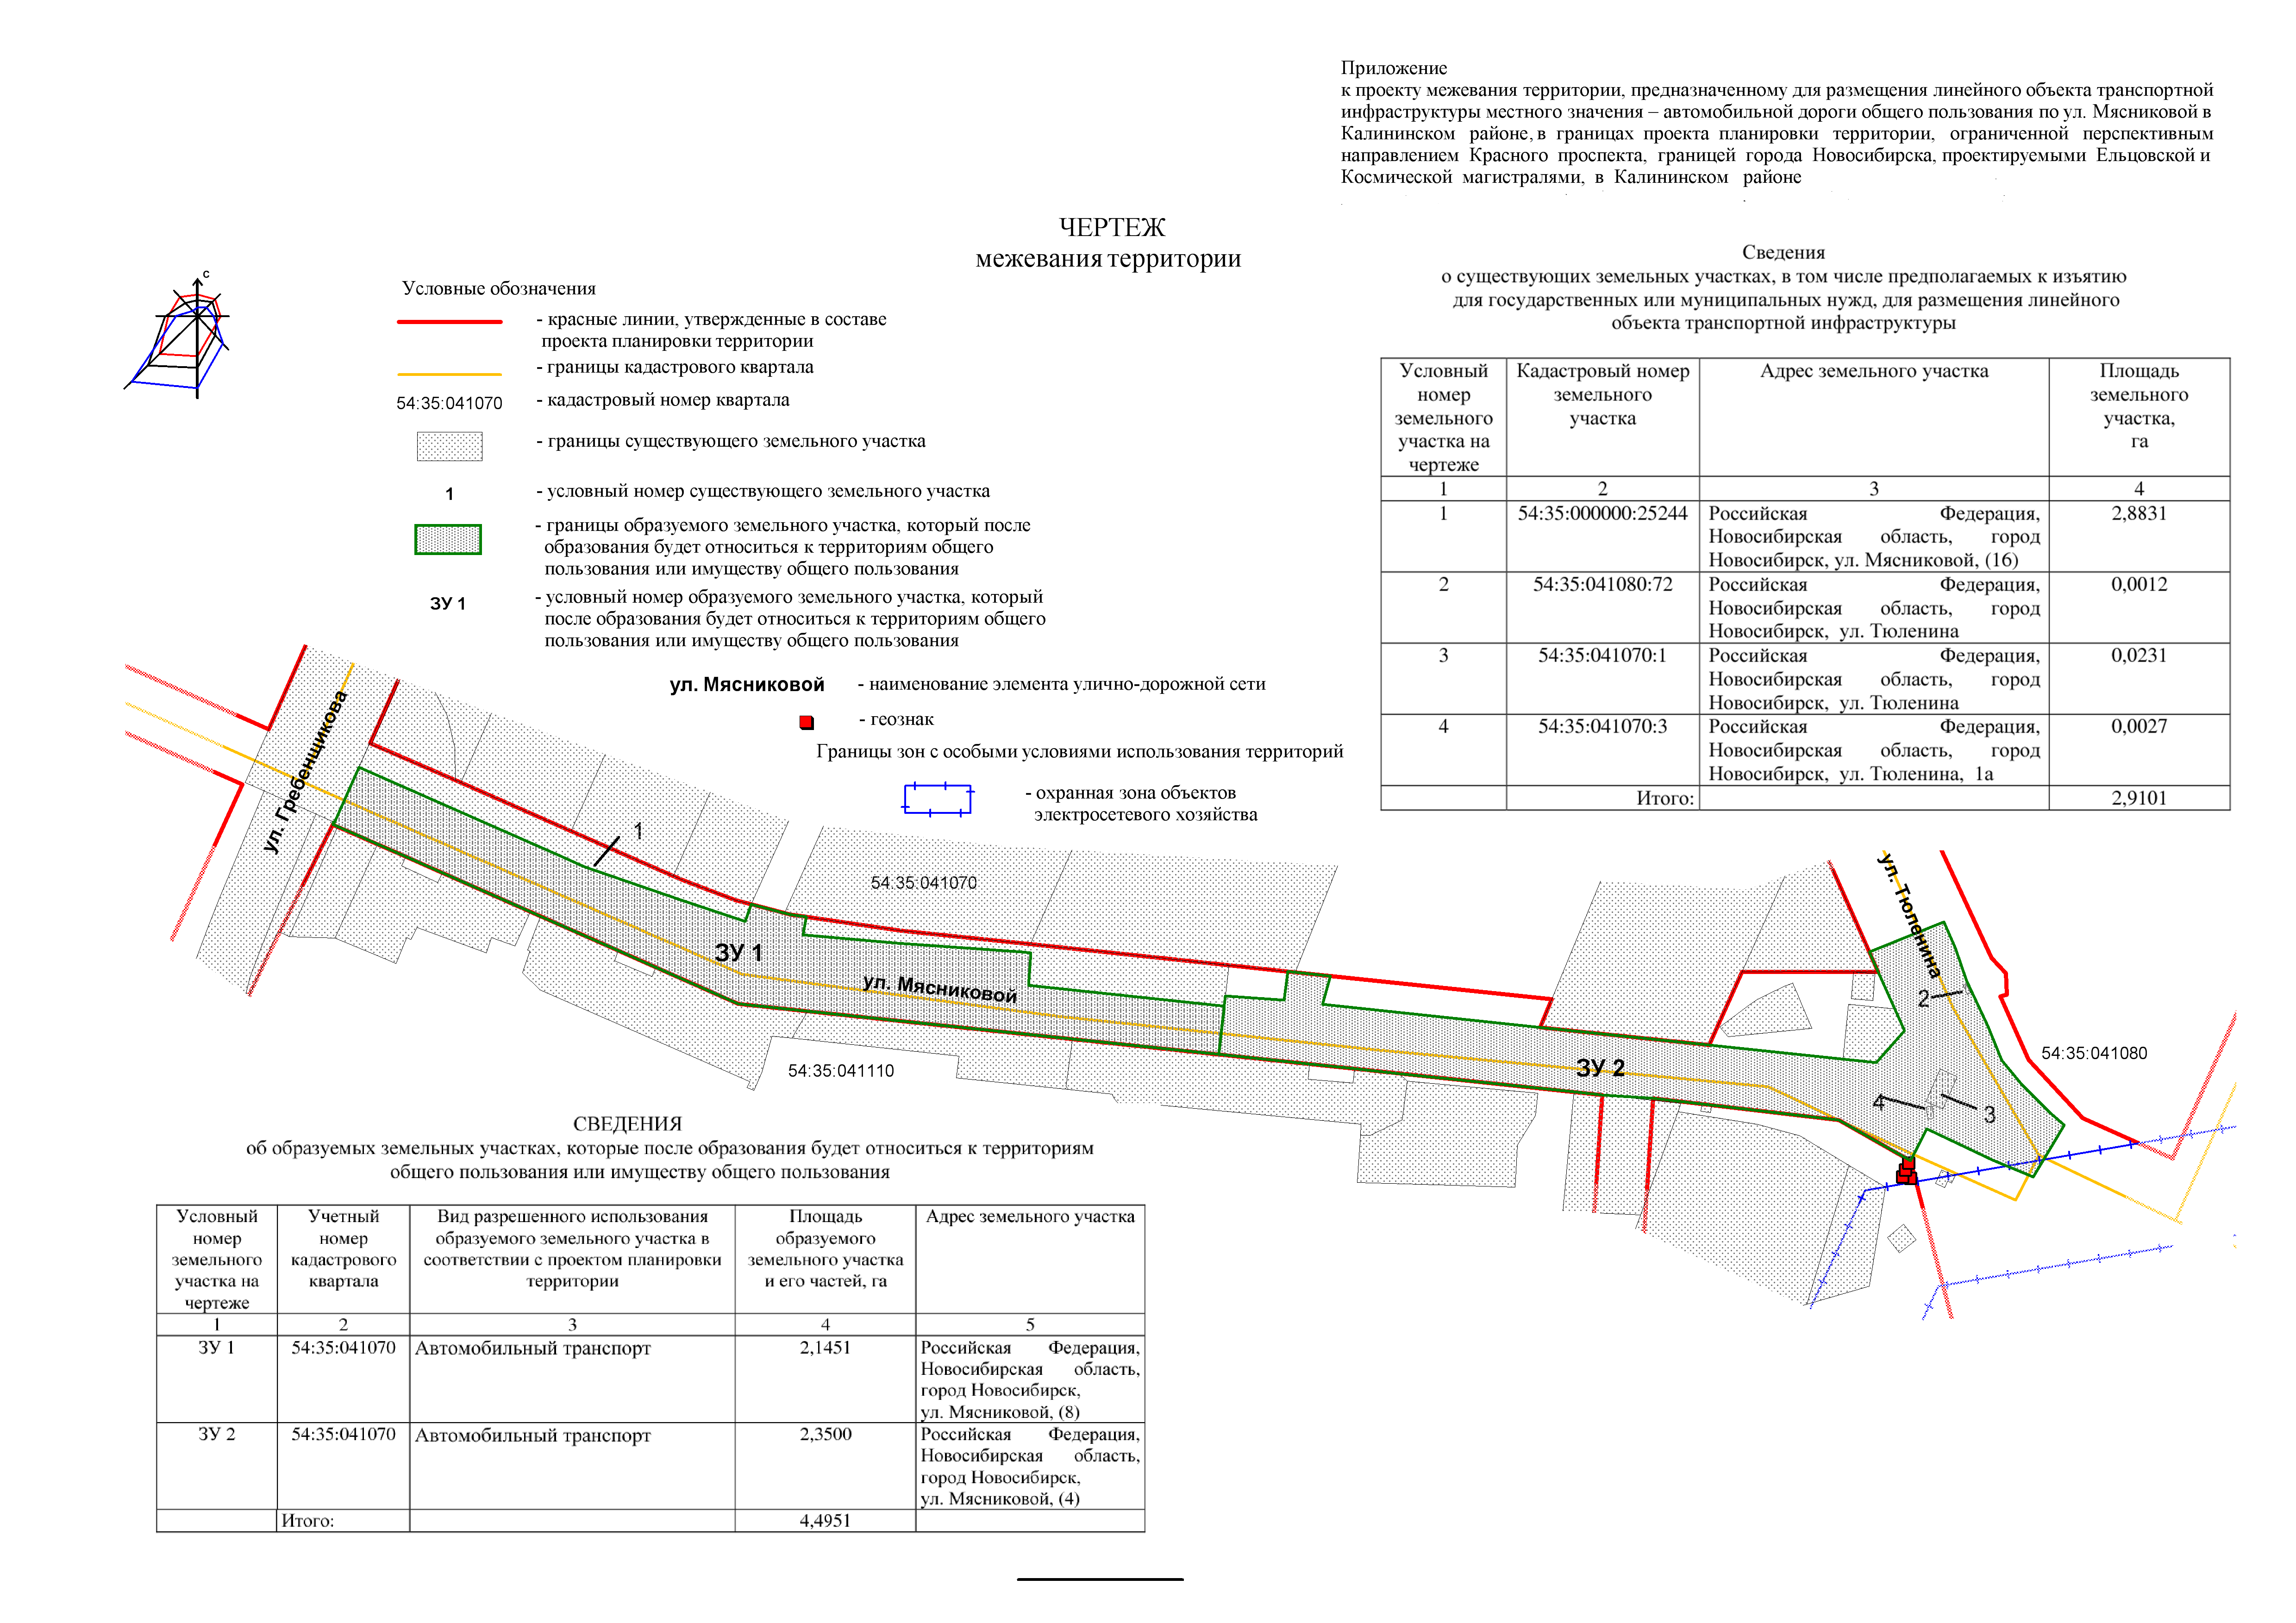 Приложение
к проекту межевания территории, предназначенному для размещения линейного объекта транспортной
инфраструктуры местного значения – автомобильной дороги общего пользования по ул. Мясниковой в
Калининском районе, в границах проекта планировки территории, ограниченной перспективным
направлением Красного проспекта, границей города Новосибирска, проектируемыми Ельцовской и
Космической магистралями, в Калининском районе
ЧЕРТЕЖ
межевания территории
с
Условные обозначения
- красные линии, утвержденные в составе
проекта планировки территории
- границы кадастрового квартала
54:35:041070 - кадастровый номер квартала
- границы существующего земельного участка
1 - условный номер существующего земельного участка
- границы образуемого земельного участка, который после
образования будет относиться к территориям общего
пользования или имуществу общего пользования
ЗУ 1 - условный номер образуемого земельного участка, который
после образования будет относиться к территориям общего
пользования или имуществу общего пользования
ул. Мясниковой - наименование элемента улично-дорожной сети
- геознак
Границы зон с особыми условиями использования территорий
- охранная зона объектов
электросетевого хозяйства
Сведения
о существующих земельных участках, в том числе предполагаемых к изъятию
для государственных или муниципальных нужд, для размещения линейного
объекта транспортной инфраструктуры
Условный Кадастровый номер Адрес земельного участка Площадь
номер земельного земельного
земельного участка участка,
участка на га
чертеже
1 2 3 4
1 54:35:000000:25244 Российская Федерация, 2,8831
Новосибирская область, город
Новосибирск, ул. Мясниковой, (16)
2 54:35:041080:72 Российская Федерация, 0,0012
Новосибирская область, город
Новосибирск, ул. Тюленина
3 54:35:041070:1 Российская Федерация, 0,0231
Новосибирская область, город
Новосибирск, ул. Тюленина
4 54:35:041070:3 Российская Федерация, 0,0027
Новосибирская область, город
Новосибирск, ул. Тюленина, 1а
Итого: 2,9101
ул. Гребенщикова
1
54:35:041070
ЗУ 1
ул. Мясниковой
54:35:041110
ЗУ 2
ул. Тюленина
2
54:35:041080
4
3
СВЕДЕНИЯ
об образуемых земельных участках, которые после образования будет относиться к территориям
общего пользования или имуществу общего пользования
Условный Учетный Вид разрешенного использования Площадь Адрес земельного участка
номер номер образуемого земельного участка в образуемого
земельного кадастрового соответствии с проектом планировки земельного участка
участка на квартала территории и его частей, га
чертеже
1 2 3 4 5
ЗУ 1 54:35:041070 Автомобильный транспорт 2,1451 Российская Федерация,
Новосибирская область,
город Новосибирск,
ул. Мясниковой, (8)
ЗУ 2 54:35:041070 Автомобильный транспорт 2,3500 Российская Федерация,
Новосибирская область,
город Новосибирск,
ул. Мясниковой, (4)
Итого: 4,4951